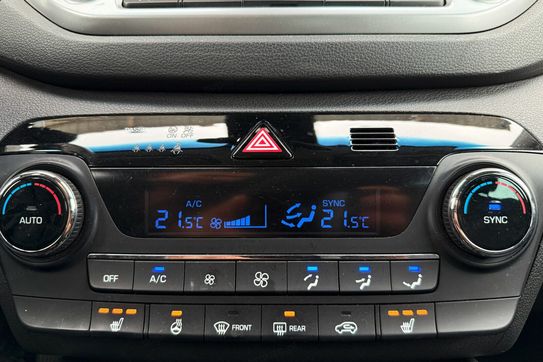 ON OFF
A/C SYNC
21.5°C 21.5°C
AUTO SYNC
OFF A/C
FRONT REAR